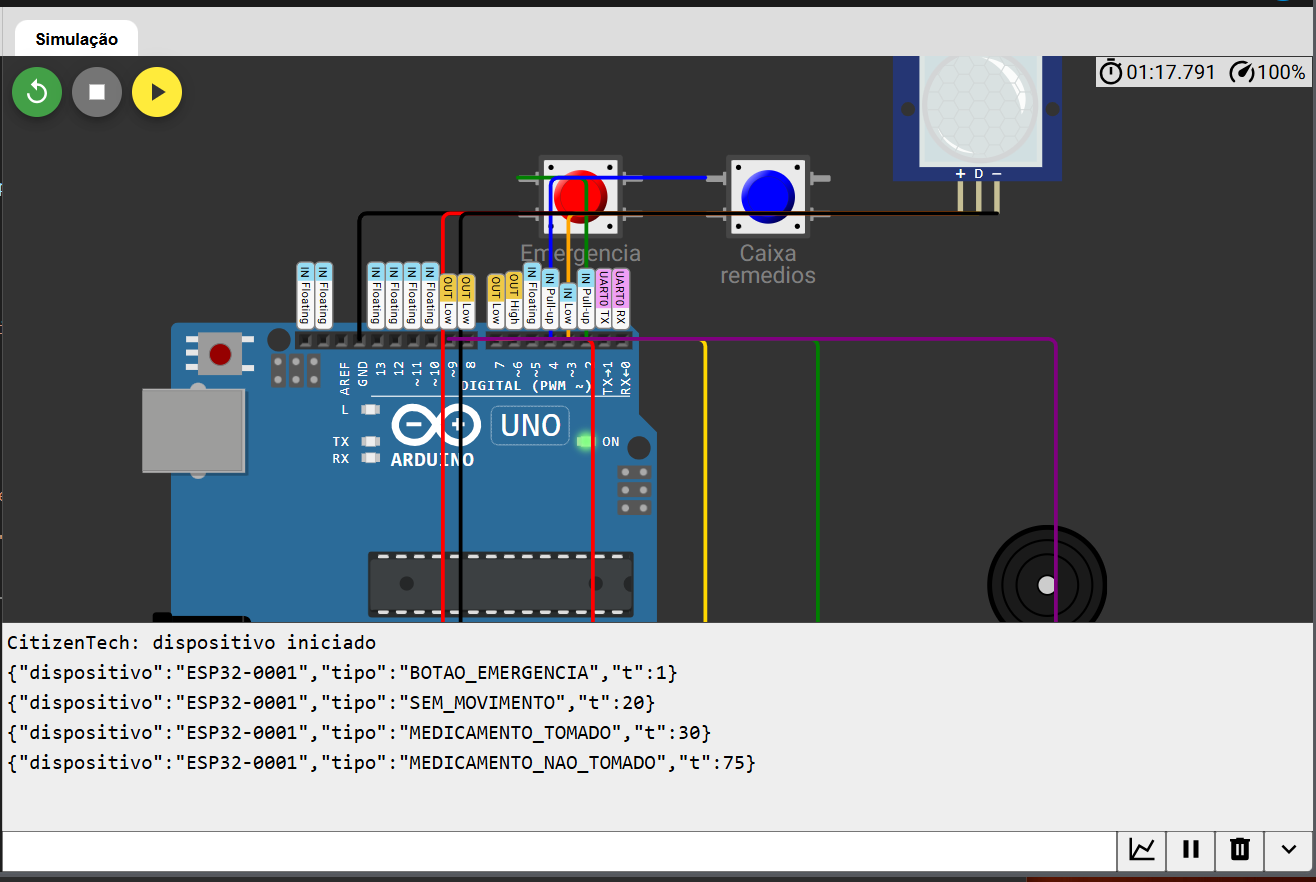 Simulação
01:17.791 100%
+ D −
Emergencia
Caixa
remedios
IN Floating
IN Floating
IN Floating
IN Floating
IN Floating
IN Floating
OUT Low
OUT Low
OUT Low
OUT High
IN Floating
IN Pull-up
IN Low
IN Pull-up
UART0 TX
UART0 RX
AREF
GND
13
12
~11
~10
~9
8
7
~6
~5
4
~3
2
TX→1
RX←0
DIGITAL (PWM ~)
L
TX
RX
UNO
ON
ARDUINO
CitizenTech: dispositivo iniciado
{"dispositivo":"ESP32-0001","tipo":"BOTAO_EMERGENCIA","t":1}
{"dispositivo":"ESP32-0001","tipo":"SEM_MOVIMENTO","t":20}
{"dispositivo":"ESP32-0001","tipo":"MEDICAMENTO_TOMADO","t":30}
{"dispositivo":"ESP32-0001","tipo":"MEDICAMENTO_NAO_TOMADO","t":75}